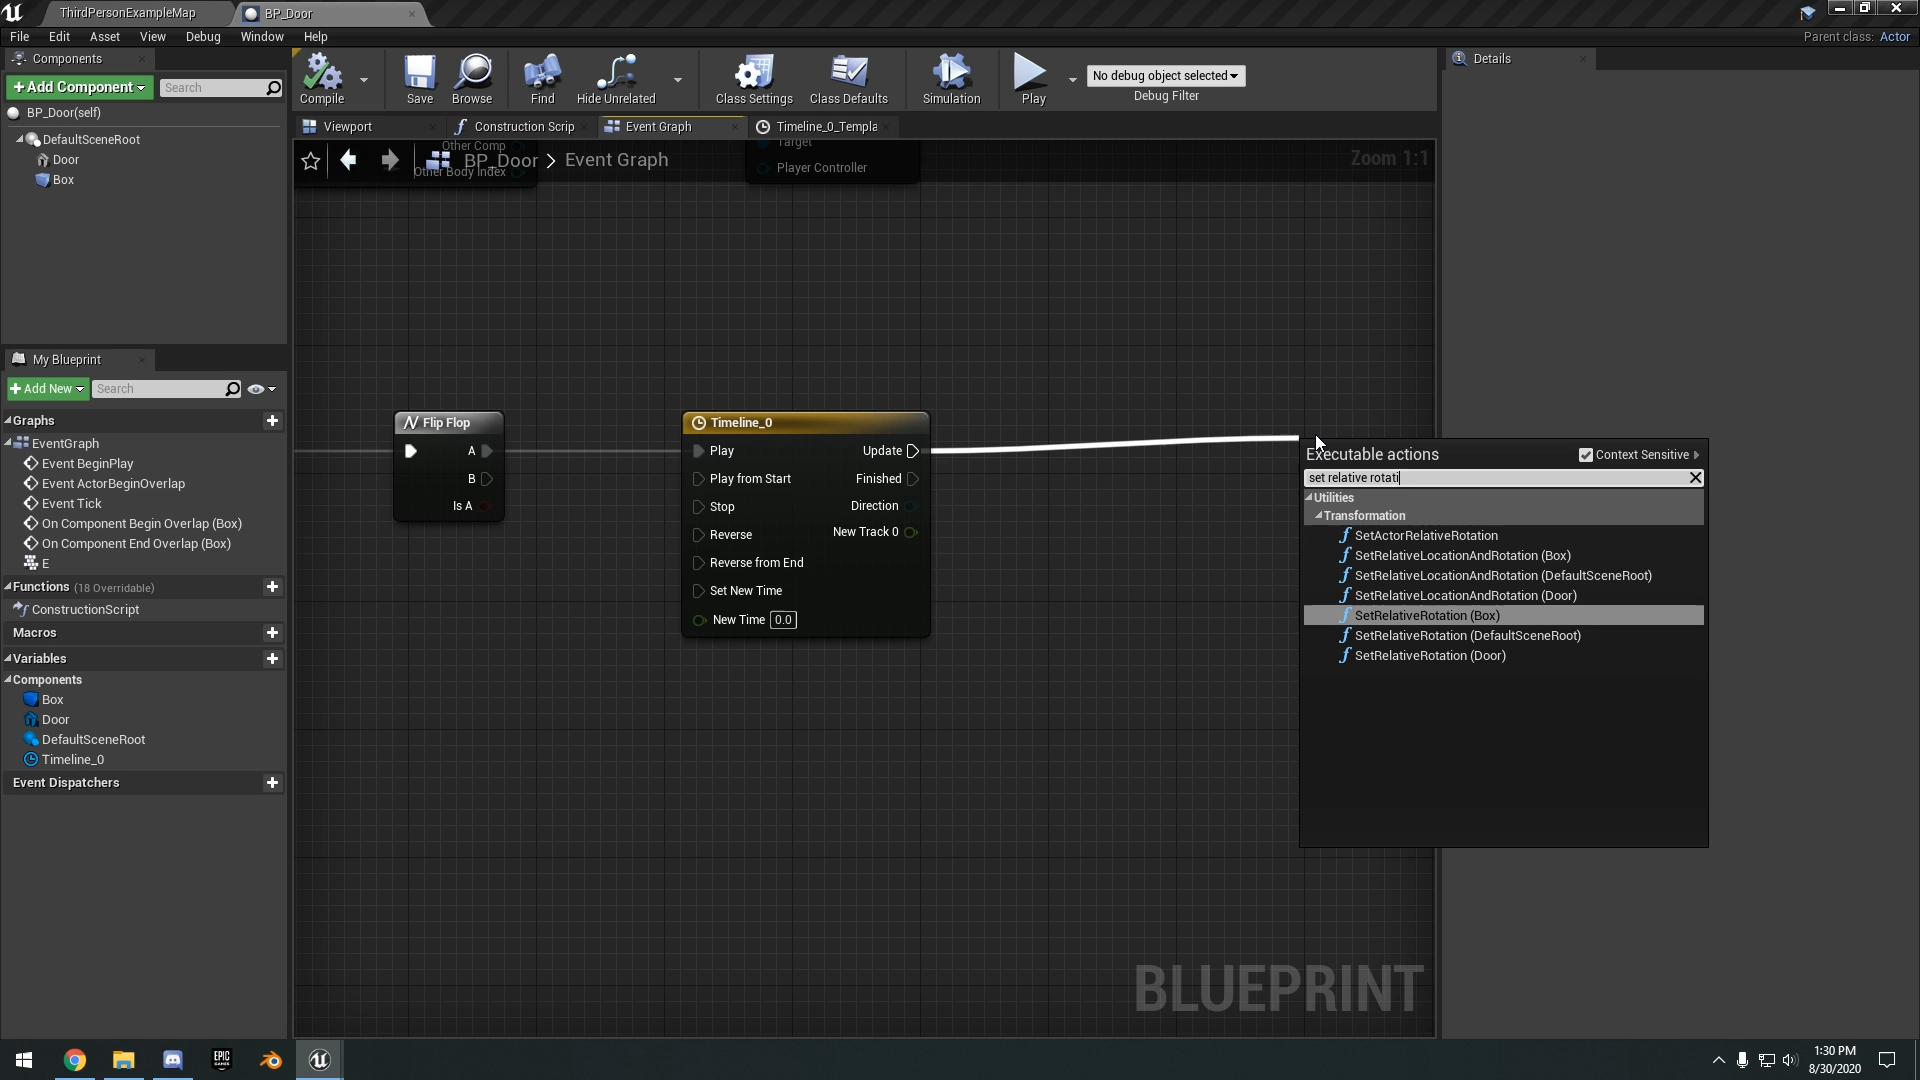 ThirdPersonExampleMap
BP_Door
File Edit Asset View Debug Window Help
Parent class: Actor
Components
+Add Component
Search
BP_Door(self)
DefaultSceneRoot
Door
Box
Compile
Save
Browse
Find
Hide Unrelated
Class Settings
Class Defaults
Simulation
Play
No debug object selected
Debug Filter
Details
Viewport
Construction Scrip
Event Graph
Timeline_0_Templa
Other Comp
Other Body Index
BP_Door > Event Graph
Target
Player Controller
Zoom 1:1
My Blueprint
+Add New
Search
Graphs
EventGraph
Event BeginPlay
Event ActorBeginOverlap
Event Tick
On Component Begin Overlap (Box)
On Component End Overlap (Box)
E
Functions (18 Overridable)
ConstructionScript
Macros
Variables
Components
Box
Door
DefaultSceneRoot
Timeline_0
Event Dispatchers
Flip Flop
A
B
Is A
Timeline_0
Play Update
Play from Start Finished
Stop Direction
Reverse New Track 0
Reverse from End
Set New Time
New Time 0.0
Executable actions
Context Sensitive
set relative rotati
Utilities
Transformation
SetActorRelativeRotation
SetRelativeLocationAndRotation (Box)
SetRelativeLocationAndRotation (DefaultSceneRoot)
SetRelativeLocationAndRotation (Door)
SetRelativeRotation (Box)
SetRelativeRotation (DefaultSceneRoot)
SetRelativeRotation (Door)
BLUEPRINT
EPIC
GAMES
1:30 PM
8/30/2020